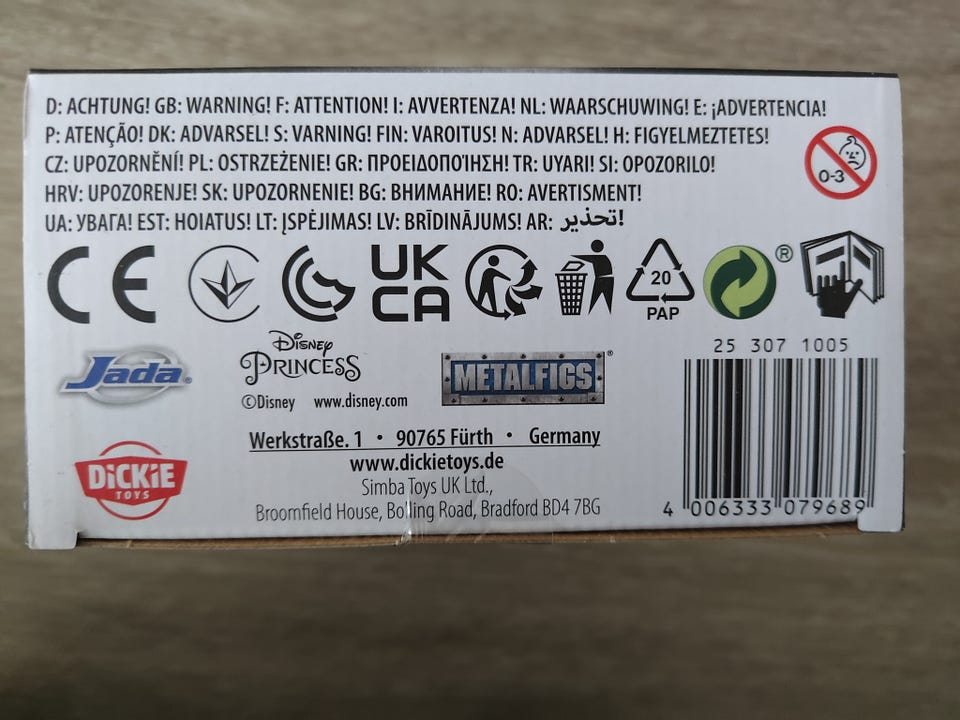 D: ACHTUNG! GB: WARNING! F: ATTENTION! I: AVVERTENZA! NL: WAARSCHUWING! E: ¡ADVERTENCIA!
P: ATENÇÃO! DK: ADVARSEL! S: VARNING! FIN: VAROITUS! N: ADVARSEL! H: FIGYELMEZTETES!
CZ: UPOZORNĚNÍ! PL: OSTRZEŻENIE! GR: ΠΡΟΕΙΔΟΠΟΊΗΣΗ! TR: UYARI! SI: OPOZORILO!
HRV: UPOZORENJE! SK: UPOZORNENIE! BG: ВНИМАНИЕ! RO: AVERTISMENT!
UA: УВАГА! EST: HOIATUS! LT: ĮSPĖJIMAS! LV: BRĪDINĀJUMS! AR: تحذير!
0-3
CE
UK
CA
20
PAP
®
25 307 1005
Jada®
Disney
PRINCESS
©Disney www.disney.com
METALFIGS®
Werkstraße. 1 • 90765 Fürth • Germany
www.dickietoys.de
Simba Toys UK Ltd.,
Broomfield House, Bolling Road, Bradford BD4 7BG
DICKIE
TOYS
4 006333 079689